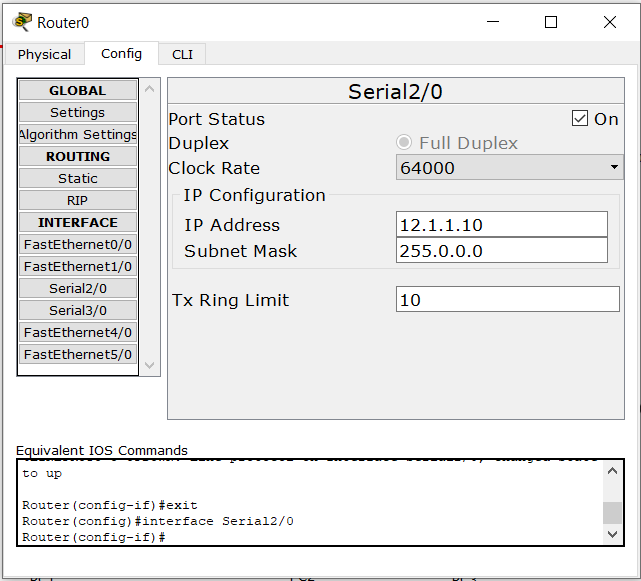 Router0
Physical
Config
CLI
GLOBAL
Settings
Algorithm Settings
ROUTING
Static
RIP
INTERFACE
FastEthernet0/0
FastEthernet1/0
Serial2/0
Serial3/0
FastEthernet4/0
FastEthernet5/0
Serial2/0
Port Status
On
Duplex
Full Duplex
Clock Rate
64000
IP Configuration
IP Address
12.1.1.10
Subnet Mask
255.0.0.0
Tx Ring Limit
10
Equivalent IOS Commands
to up
Router(config-if)#exit
Router(config)#interface Serial2/0
Router(config-if)#